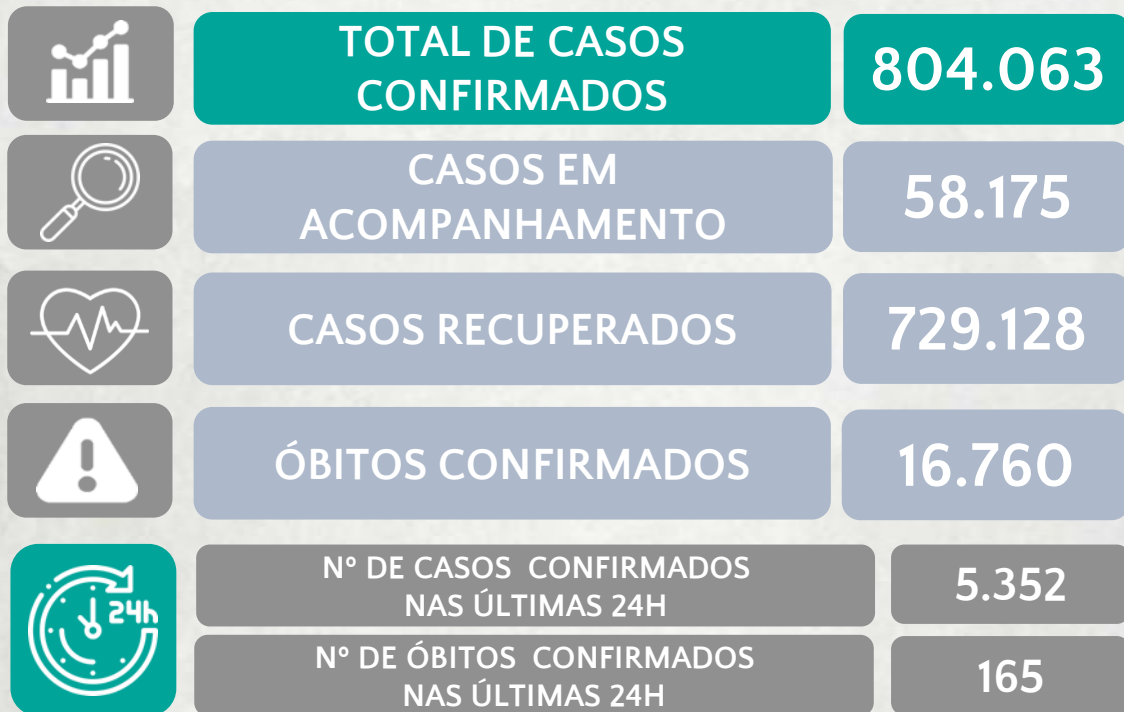 TOTAL DE CASOS
CONFIRMADOS
804.063
CASOS EM
ACOMPANHAMENTO
58.175
CASOS RECUPERADOS
729.128
ÓBITOS CONFIRMADOS
16.760
24h
Nº DE CASOS CONFIRMADOS
NAS ÚLTIMAS 24H
5.352
Nº DE ÓBITOS CONFIRMADOS
NAS ÚLTIMAS 24H
165